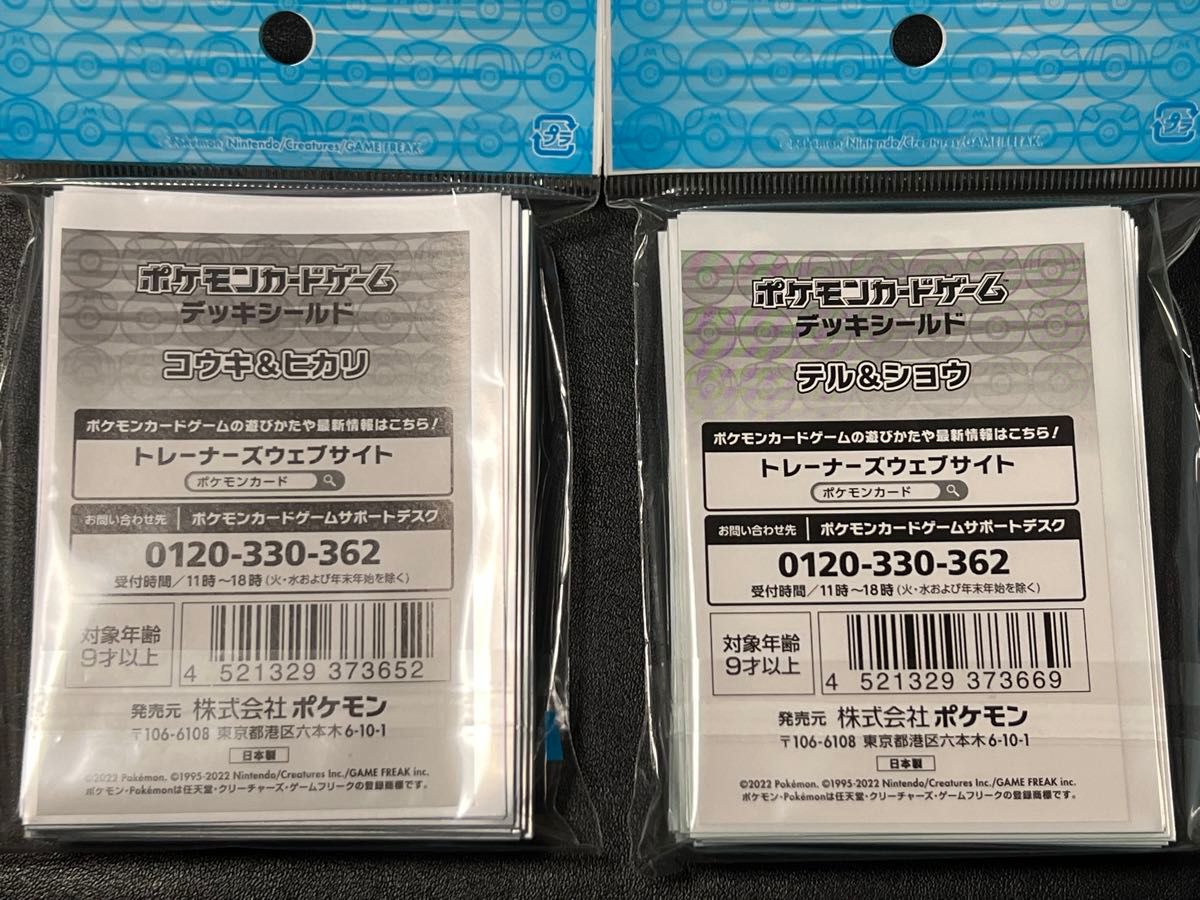 プラ
©Pokémon/Nintendo/Creatures/GAME FREAK.
ポケモンカードゲーム
デッキシールド
コウキ&ヒカリ
ポケモンカードゲームの遊びかたや最新情報はこちら!
トレーナーズウェブサイト
ポケモンカード
お問い合わせ先 ポケモンカードゲームサポートデスク
0120-330-362
受付時間/11時~18時(火・水および年末年始を除く)
対象年齢
9才以上
4 521329 373652
発売元 株式会社ポケモン
〒106-6108 東京都港区六本木6-10-1
日本製
©2022 Pokémon. ©1995-2022 Nintendo/Creatures Inc./GAME FREAK inc.
ポケモン・Pokémonは任天堂・クリーチャーズ・ゲームフリークの登録商標です。
プラ
©Pokémon/Nintendo/Creatures/GAME FREAK.
ポケモンカードゲーム
デッキシールド
テル&ショウ
ポケモンカードゲームの遊びかたや最新情報はこちら!
トレーナーズウェブサイト
ポケモンカード
お問い合わせ先 ポケモンカードゲームサポートデスク
0120-330-362
受付時間/11時~18時(火・水および年末年始を除く)
対象年齢
9才以上
4 521329 373669
発売元 株式会社ポケモン
〒106-6108 東京都港区六本木6-10-1
日本製
©2022 Pokémon. ©1995-2022 Nintendo/Creatures Inc./GAME FREAK inc.
ポケモン・Pokémonは任天堂・クリーチャーズ・ゲームフリークの登録商標です。